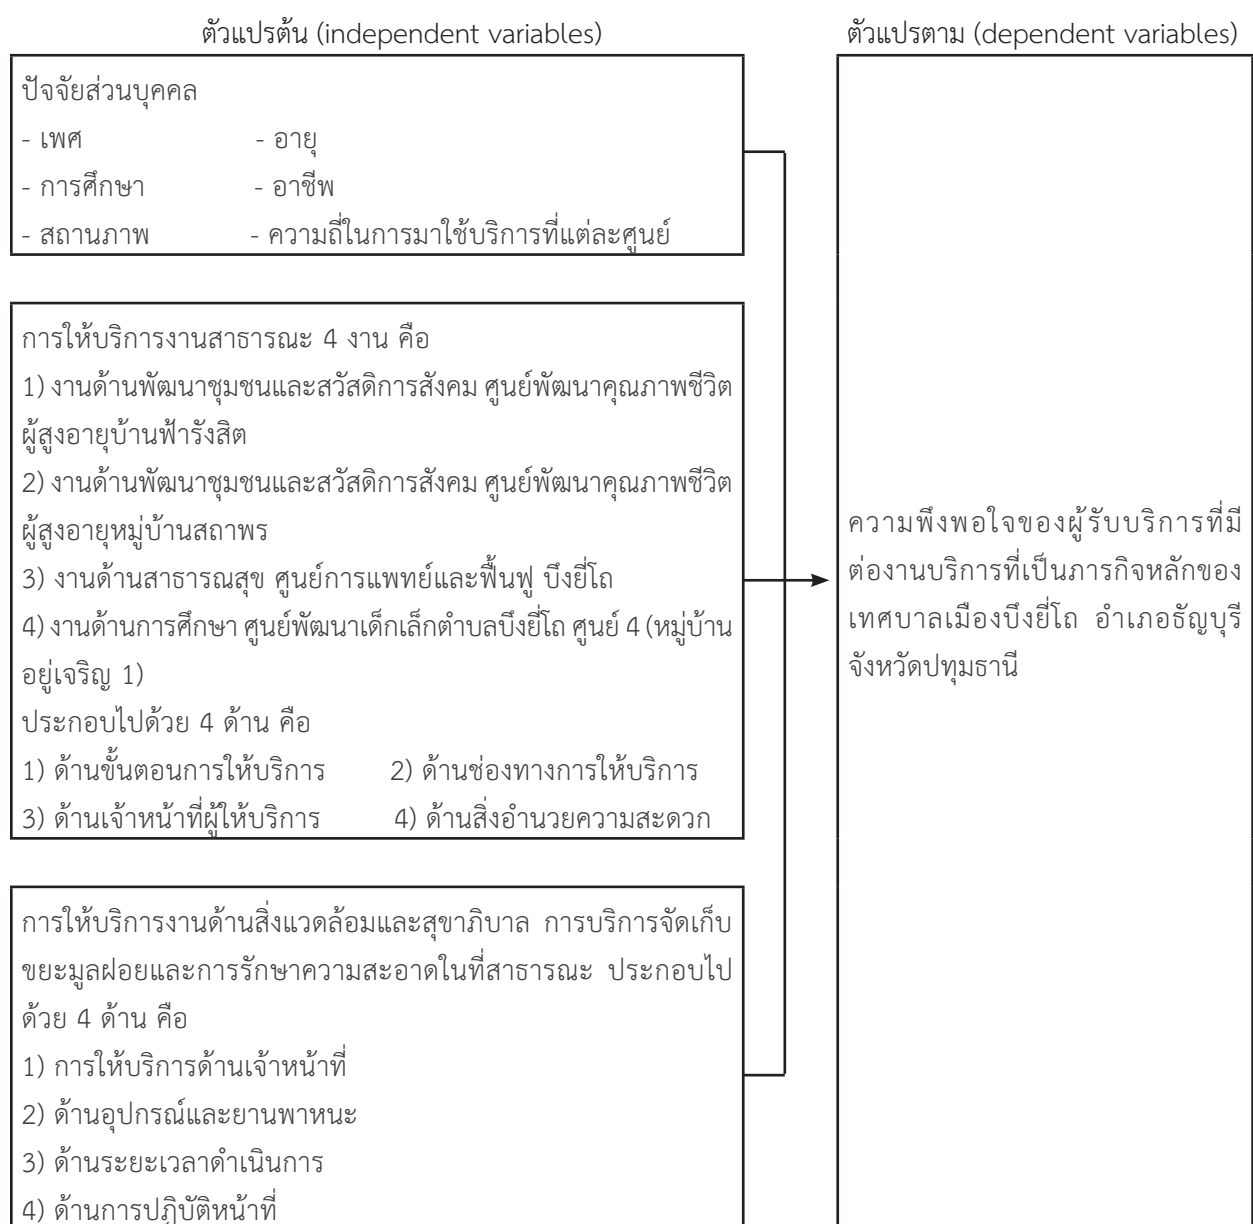 ตัวแปรต้น (independent variables)
ตัวแปรตาม (dependent variables)
ปัจจัยส่วนบุคคล
- เพศ - อายุ
- การศึกษา - อาชีพ
- สถานภาพ - ความถี่ในการมาใช้บริการที่แต่ละศูนย์
การให้บริการงานสาธารณะ 4 งาน คือ
1) งานด้านพัฒนาชุมชนและสวัสดิการสังคม ศูนย์พัฒนาคุณภาพชีวิต
ผู้สูงอายุบ้านฟ้ารังสิต
2) งานด้านพัฒนาชุมชนและสวัสดิการสังคม ศูนย์พัฒนาคุณภาพชีวิต
ผู้สูงอายุหมู่บ้านสถาพร
3) งานด้านสาธารณสุข ศูนย์การแพทย์และฟื้นฟู บึงยี่โถ
4) งานด้านการศึกษา ศูนย์พัฒนาเด็กเล็กตำบลบึงยี่โถ ศูนย์ 4 (หมู่บ้าน
อยู่เจริญ 1)
ประกอบไปด้วย 4 ด้าน คือ
1) ด้านขั้นตอนการให้บริการ 2) ด้านช่องทางการให้บริการ
3) ด้านเจ้าหน้าที่ผู้ให้บริการ 4) ด้านสิ่งอำนวยความสะดวก
การให้บริการงานด้านสิ่งแวดล้อมและสุขาภิบาล การบริการจัดเก็บ
ขยะมูลฝอยและการรักษาความสะอาดในที่สาธารณะ ประกอบไป
ด้วย 4 ด้าน คือ
1) การให้บริการด้านเจ้าหน้าที่
2) ด้านอุปกรณ์และยานพาหนะ
3) ด้านระยะเวลาดำเนินการ
4) ด้านการปฏิบัติหน้าที่
ความพึงพอใจของผู้รับบริการที่มี
ต่องานบริการที่เป็นภารกิจหลักของ
เทศบาลเมืองบึงยี่โถ อำเภอธัญบุรี
จังหวัดปทุมธานี